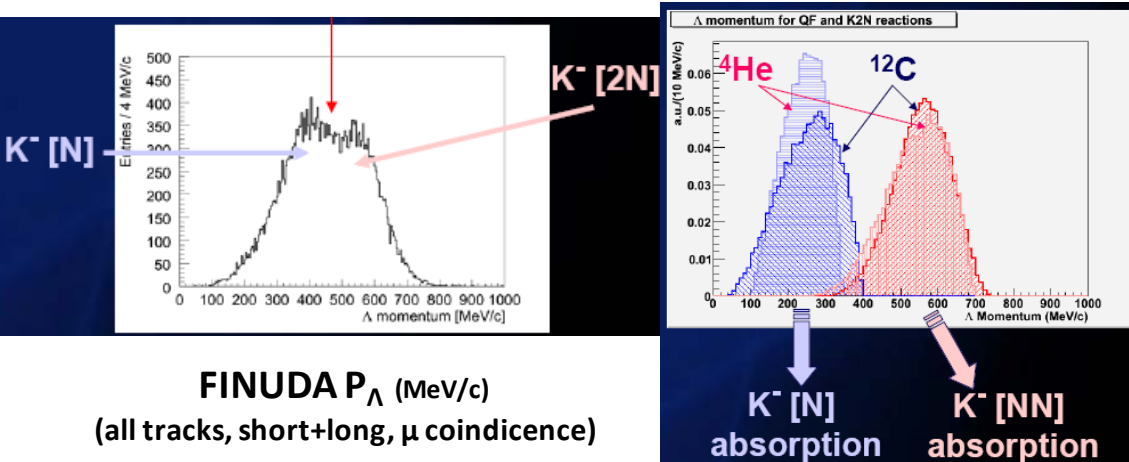 500
450
400
350
300
250
200
150
100
50
0
Entries / 4 MeV/c
0 100 200 300 400 500 600 700 800 900 1000
Λ momentum [MeV/c]
K⁻ [N]
K⁻ [2N]
FINUDA P_Λ (MeV/c)
(all tracks, short+long, μ coindicence)
Λ momentum for QF and K2N reactions
a.u./(10 MeV/c)
0.06
0.05
0.04
0.03
0.02
0.01
0
⁴He
¹²C
0 100 200 300 400 500 600 700 800 900 1000
Λ Momentum (MeV/c)
K⁻ [N]
absorption
K⁻ [NN]
absorption